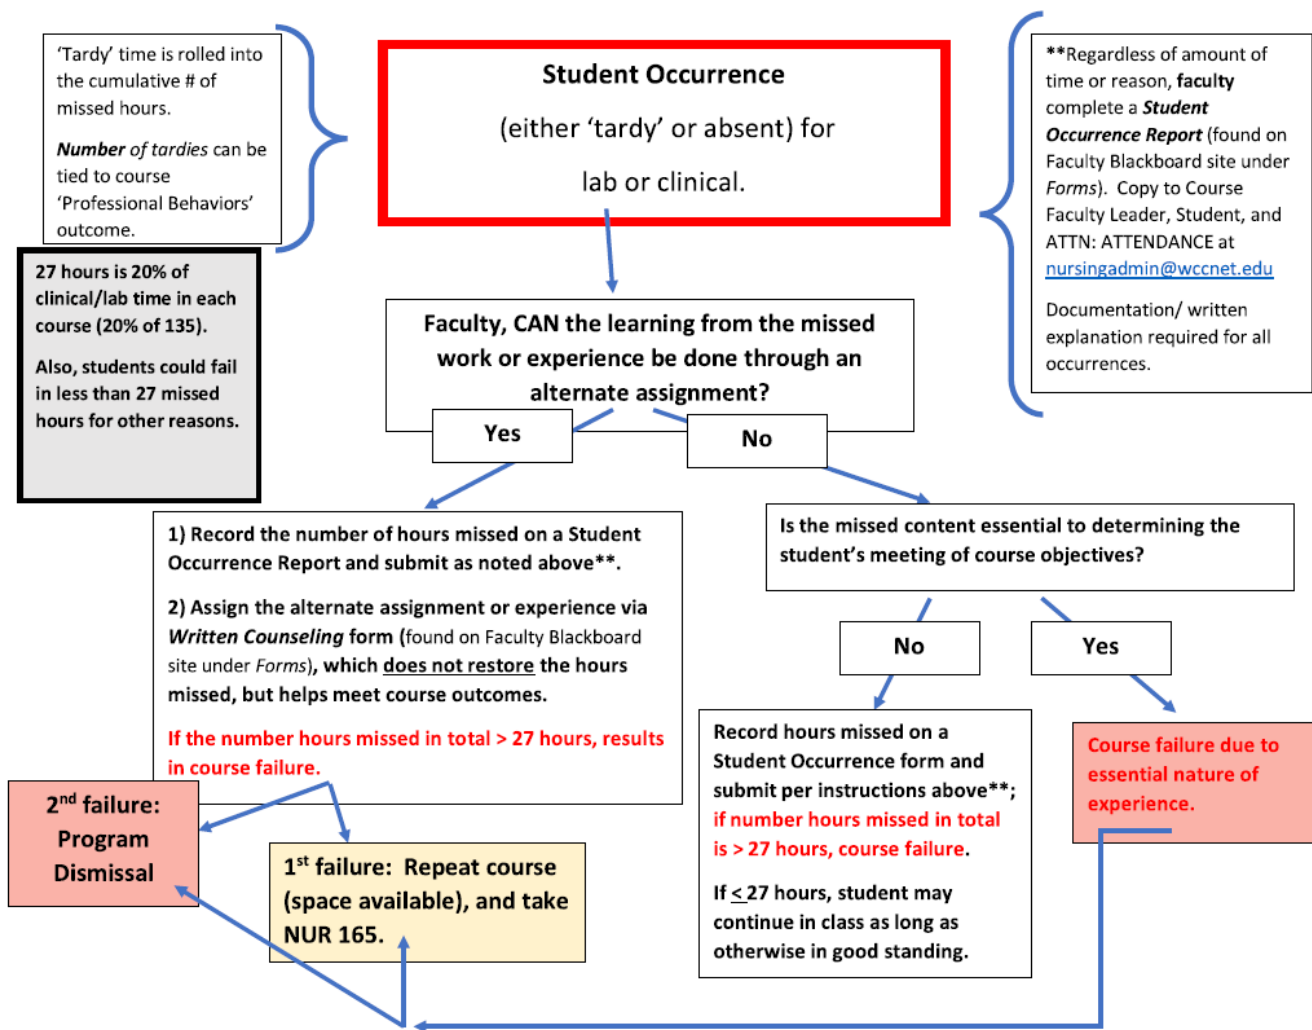 'Tardy' time is rolled into
the cumulative # of
missed hours.
Number of tardies can be
tied to course
'Professional Behaviors'
outcome.
27 hours is 20% of
clinical/lab time in each
course (20% of 135).
Also, students could fail
in less than 27 missed
hours for other reasons.
Student Occurrence
(either 'tardy' or absent) for
lab or clinical.
**Regardless of amount of
time or reason, faculty
complete a Student
Occurrence Report (found on
Faculty Blackboard site under
Forms). Copy to Course
Faculty Leader, Student, and
ATTN: ATTENDANCE at
nursingadmin@wccnet.edu
Documentation/ written
explanation required for all
occurrences.
Faculty, CAN the learning from the missed
work or experience be done through an
alternate assignment?
Yes
No
1) Record the number of hours missed on a Student
Occurrence Report and submit as noted above**.
2) Assign the alternate assignment or experience via
Written Counseling form (found on Faculty Blackboard
site under Forms), which does not restore the hours
missed, but helps meet course outcomes.
If the number hours missed in total > 27 hours, results
in course failure.
Is the missed content essential to determining the
student's meeting of course objectives?
No
Yes
Record hours missed on a
Student Occurrence form and
submit per instructions above**;
if number hours missed in total
is > 27 hours, course failure.
If < 27 hours, student may
continue in class as long as
otherwise in good standing.
Course failure due to
essential nature of
experience.
2nd failure:
Program
Dismissal
1st failure: Repeat course
(space available), and take
NUR 165.